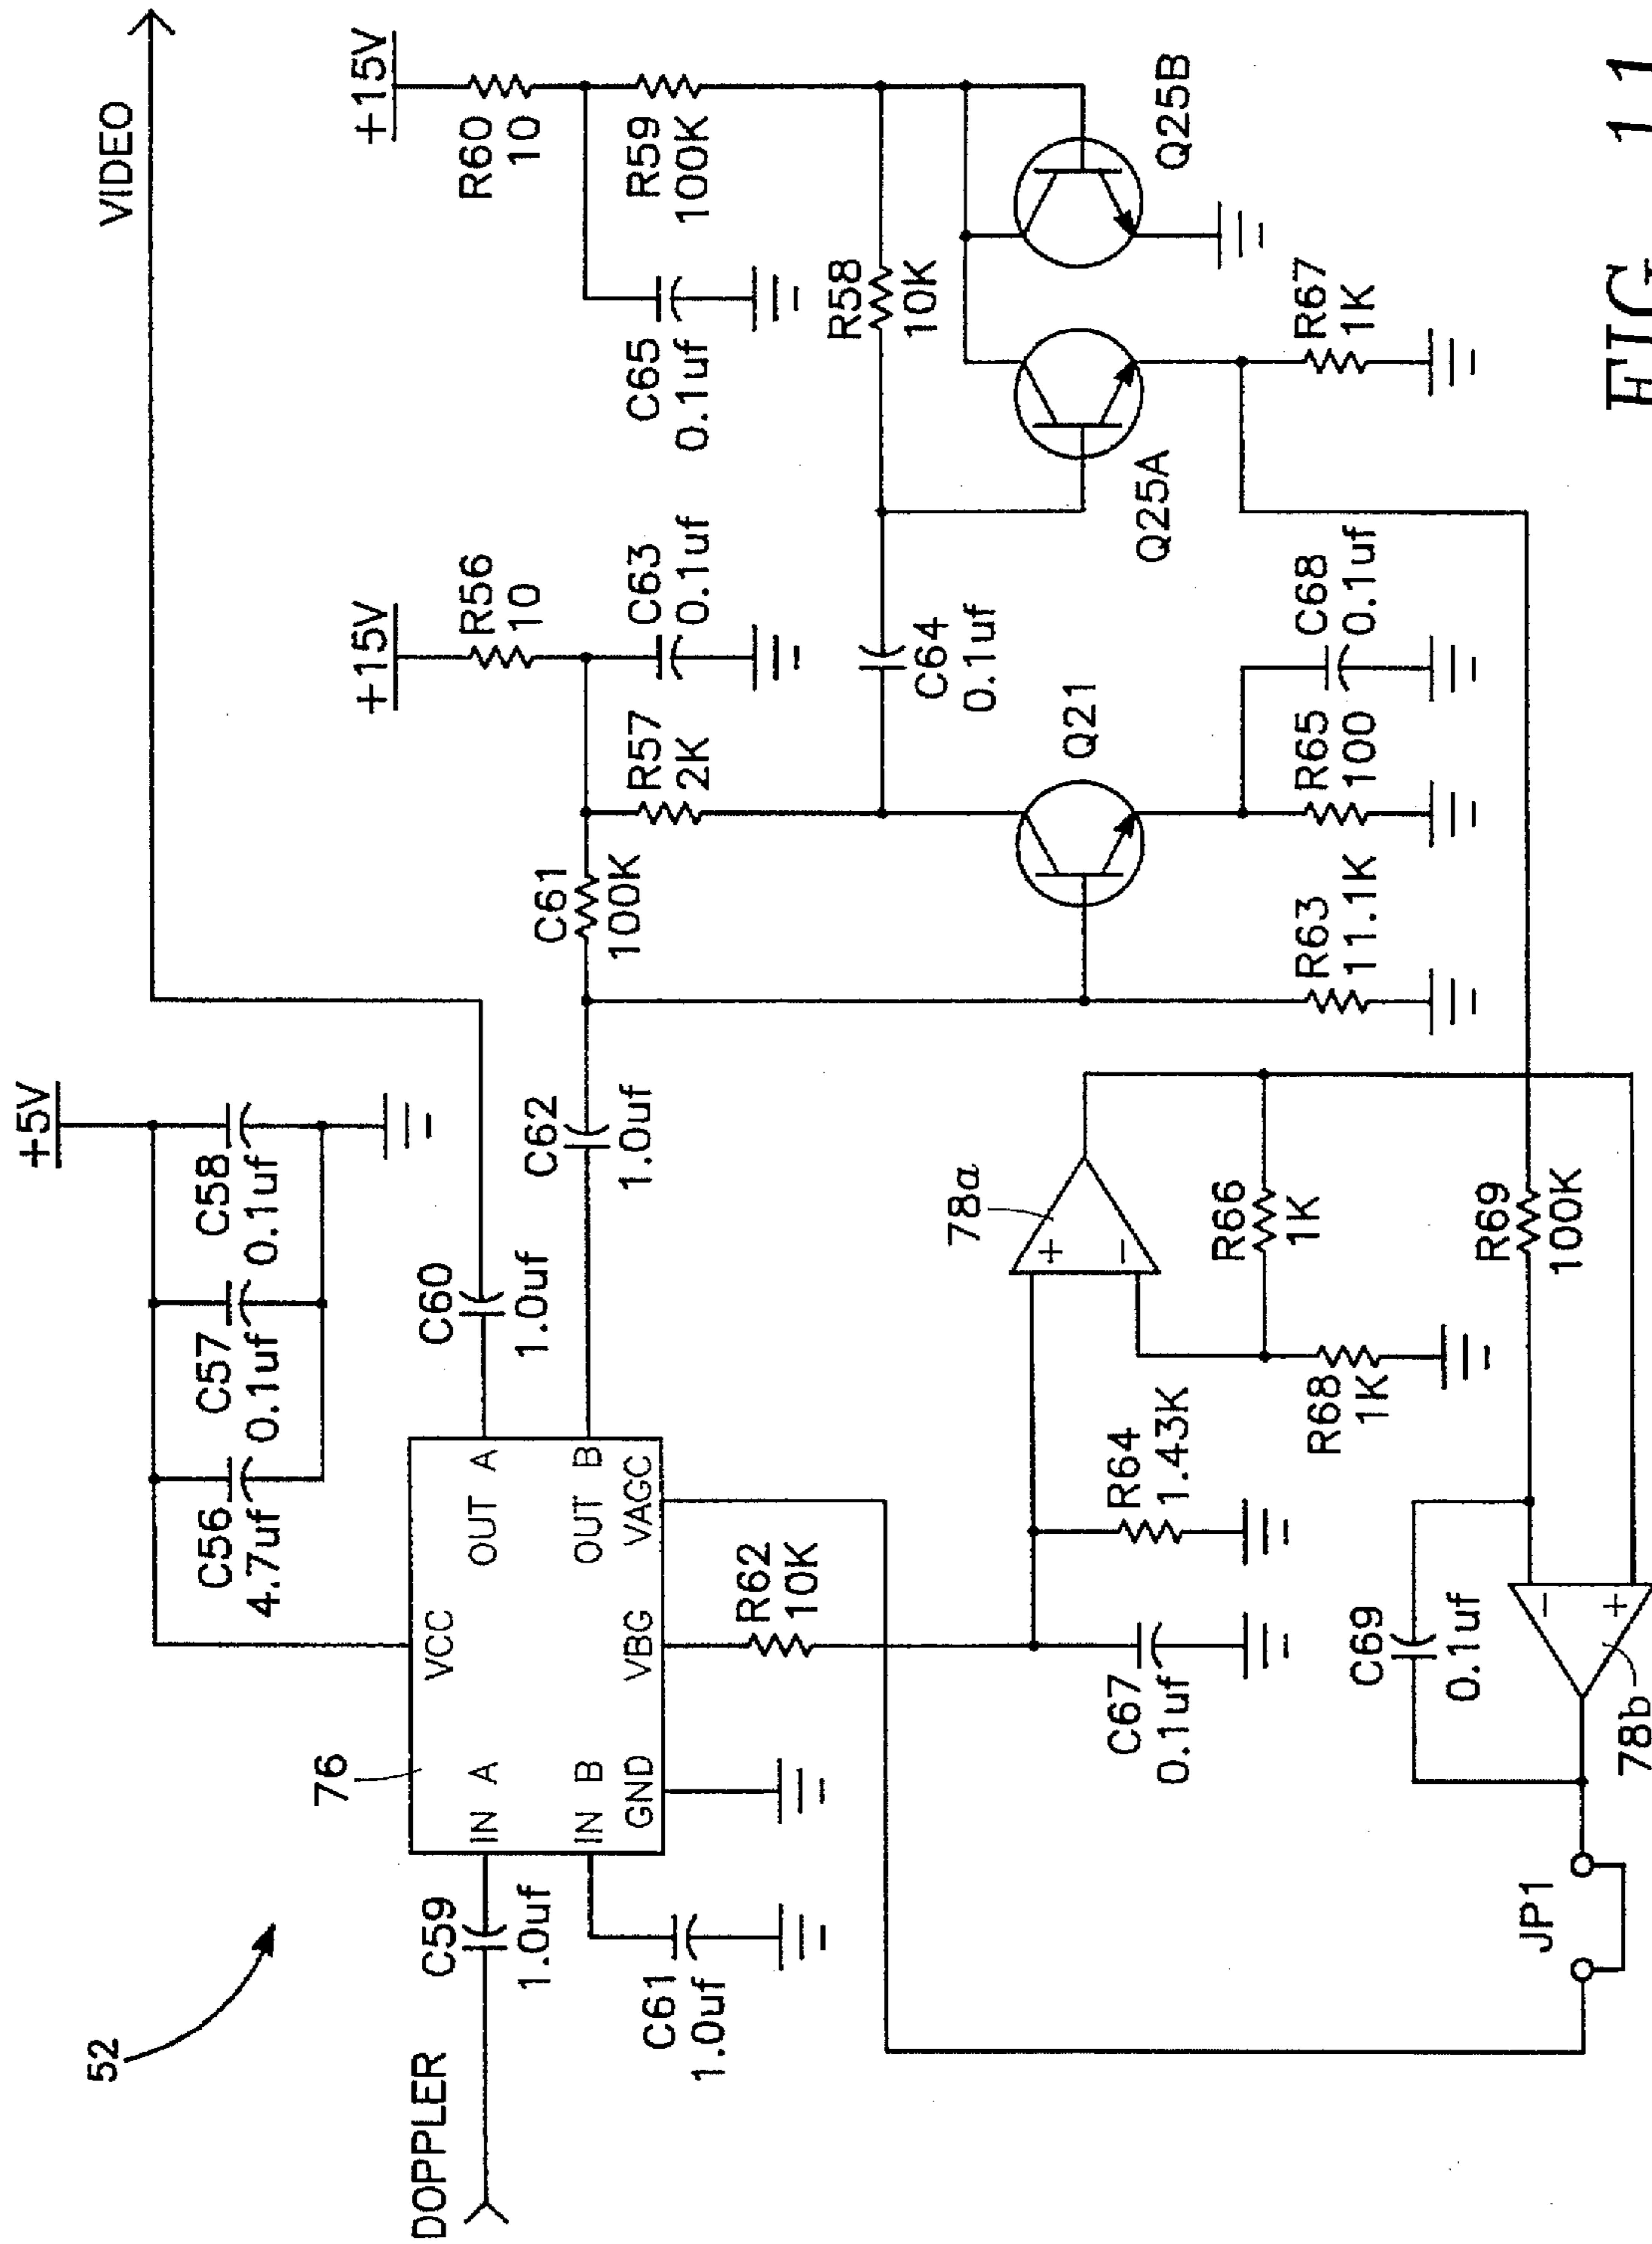 52
+5V
VIDEO
C56
4.7uf
C57
0.1uf
C58
0.1uf
+15V
R60
10
R59
100K
C65
0.1uf
+15V
R56
10
C63
0.1uf
R57
2K
C61
100K
C62
1.0uf
C60
1.0uf
76
VCC
IN A
OUT A
IN B
OUT B
GND
VBG
VAGC
DOPPLER
C59
1.0uf
C61
1.0uf
R62
10K
R58
10K
C64
0.1uf
Q21
Q25A
Q25B
R67
1K
C68
0.1uf
R65
100
R63
11.1K
78a
+
−
R66
1K
R64
1.43K
R68
1K
C67
0.1uf
R69
100K
C69
0.1uf
−
+
78b
JP1
FIG. 11